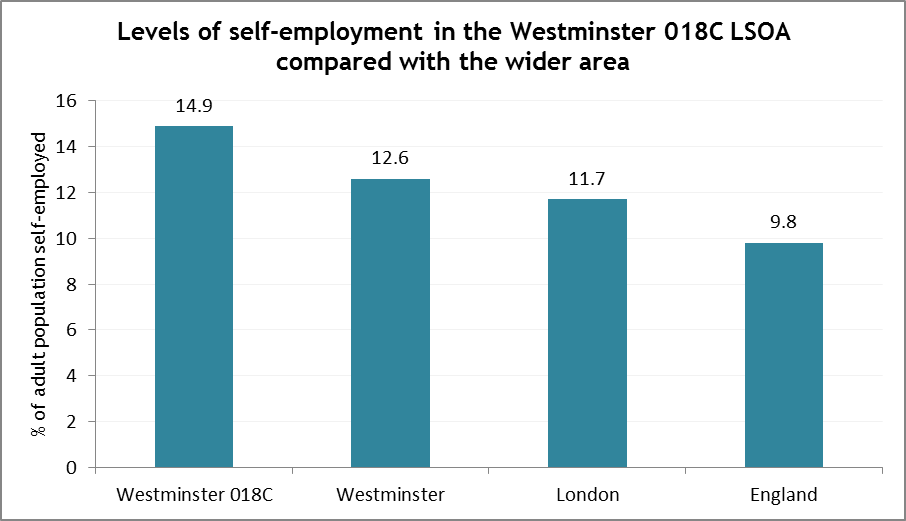 Levels of self-employment in the Westminster 018C LSOA
compared with the wider area
% of adult population self-employed
16
14
12
10
8
6
4
2
0
14.9
12.6
11.7
9.8
Westminster 018C
Westminster
London
England